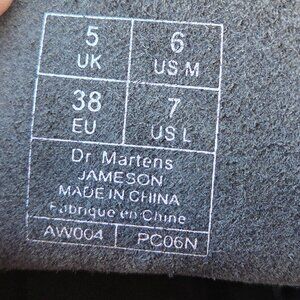 5 6
UK US M
38 7
EU US L
Dr. Martens
JAMESON
MADE IN CHINA
Fabrique en Chine
AW004 PC06N